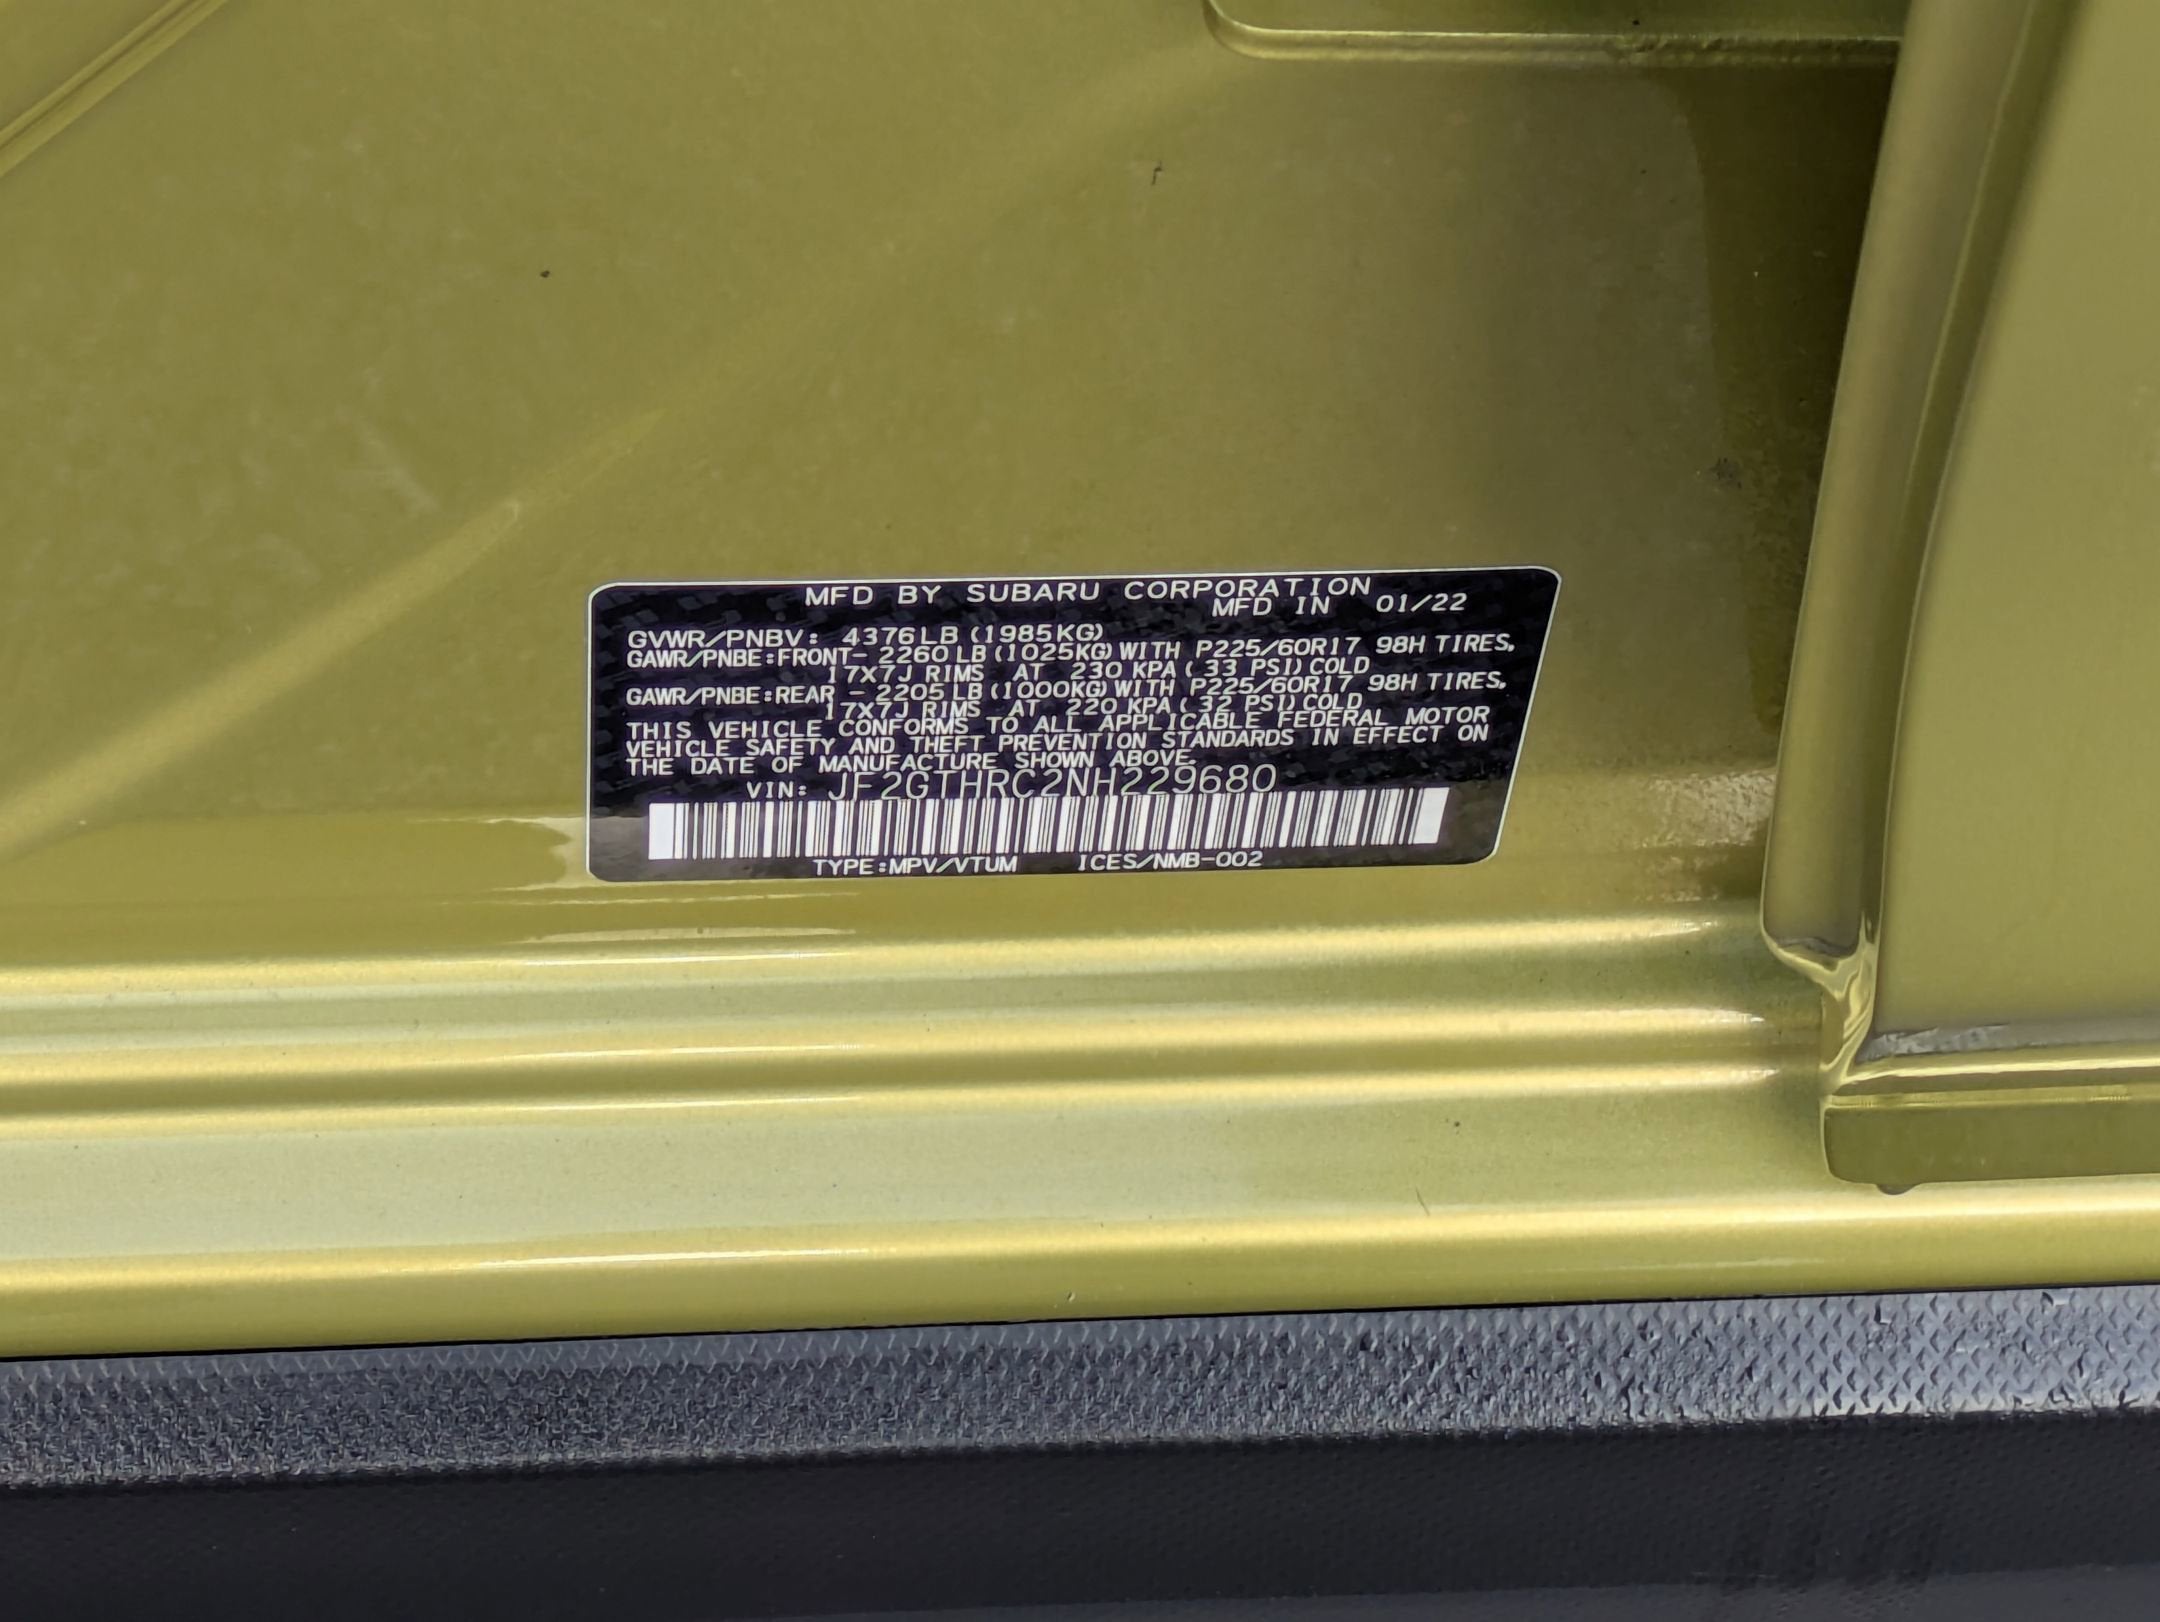 MFD BY SUBARU CORPORATION
MFD IN 01/22
GVWR/PNBV: 4376LB (1985KG)
GAWR/PNBE:FRONT- 2260LB (1025KG) WITH P225/60R17 98H TIRES,
17X7J RIMS AT 230 KPA ( 33 PSI) COLD
GAWR/PNBE:REAR - 2205LB (1000KG) WITH P225/60R17 98H TIRES,
17X7J RIMS AT 220 KPA ( 32 PSI) COLD
THIS VEHICLE CONFORMS TO ALL APPLICABLE FEDERAL MOTOR
VEHICLE SAFETY AND THEFT PREVENTION STANDARDS IN EFFECT ON
THE DATE OF MANUFACTURE SHOWN ABOVE.
VIN: JF2GTHRC2NH229680
TYPE:MPV/VTUM ICES/NMB-002